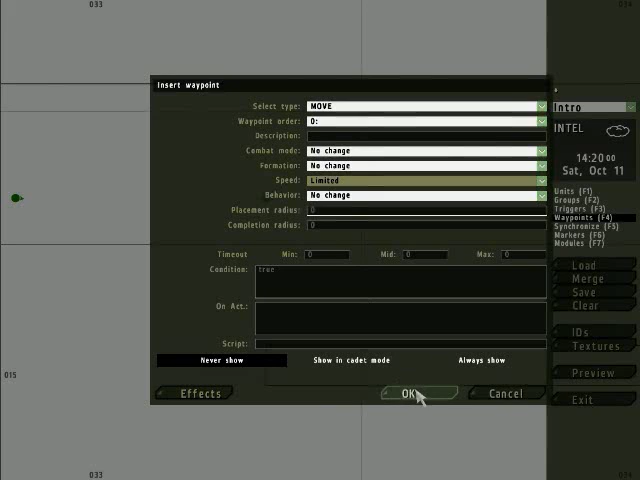 033
034
Insert waypoint
Select type: MOVE
Waypoint order: 0:
Description:
Combat mode: No change
Formation: No change
Speed: Limited
Behavior: No change
Placement radius: 0
Completion radius: 0
Timeout Min: 0 Mid: 0 Max: 0
Condition: true
On Act.:
Script:
Never show Show in cadet mode Always show
Effects OK Cancel
Intro
INTEL
14:20 00
Sat, Oct 11
Units (F1)
Groups (F2)
Triggers (F3)
Waypoints (F4)
Synchronize (F5)
Markers (F6)
Modules (F7)
Load
Merge
Save
Clear
IDs
Textures
Preview
Exit
015
033
034